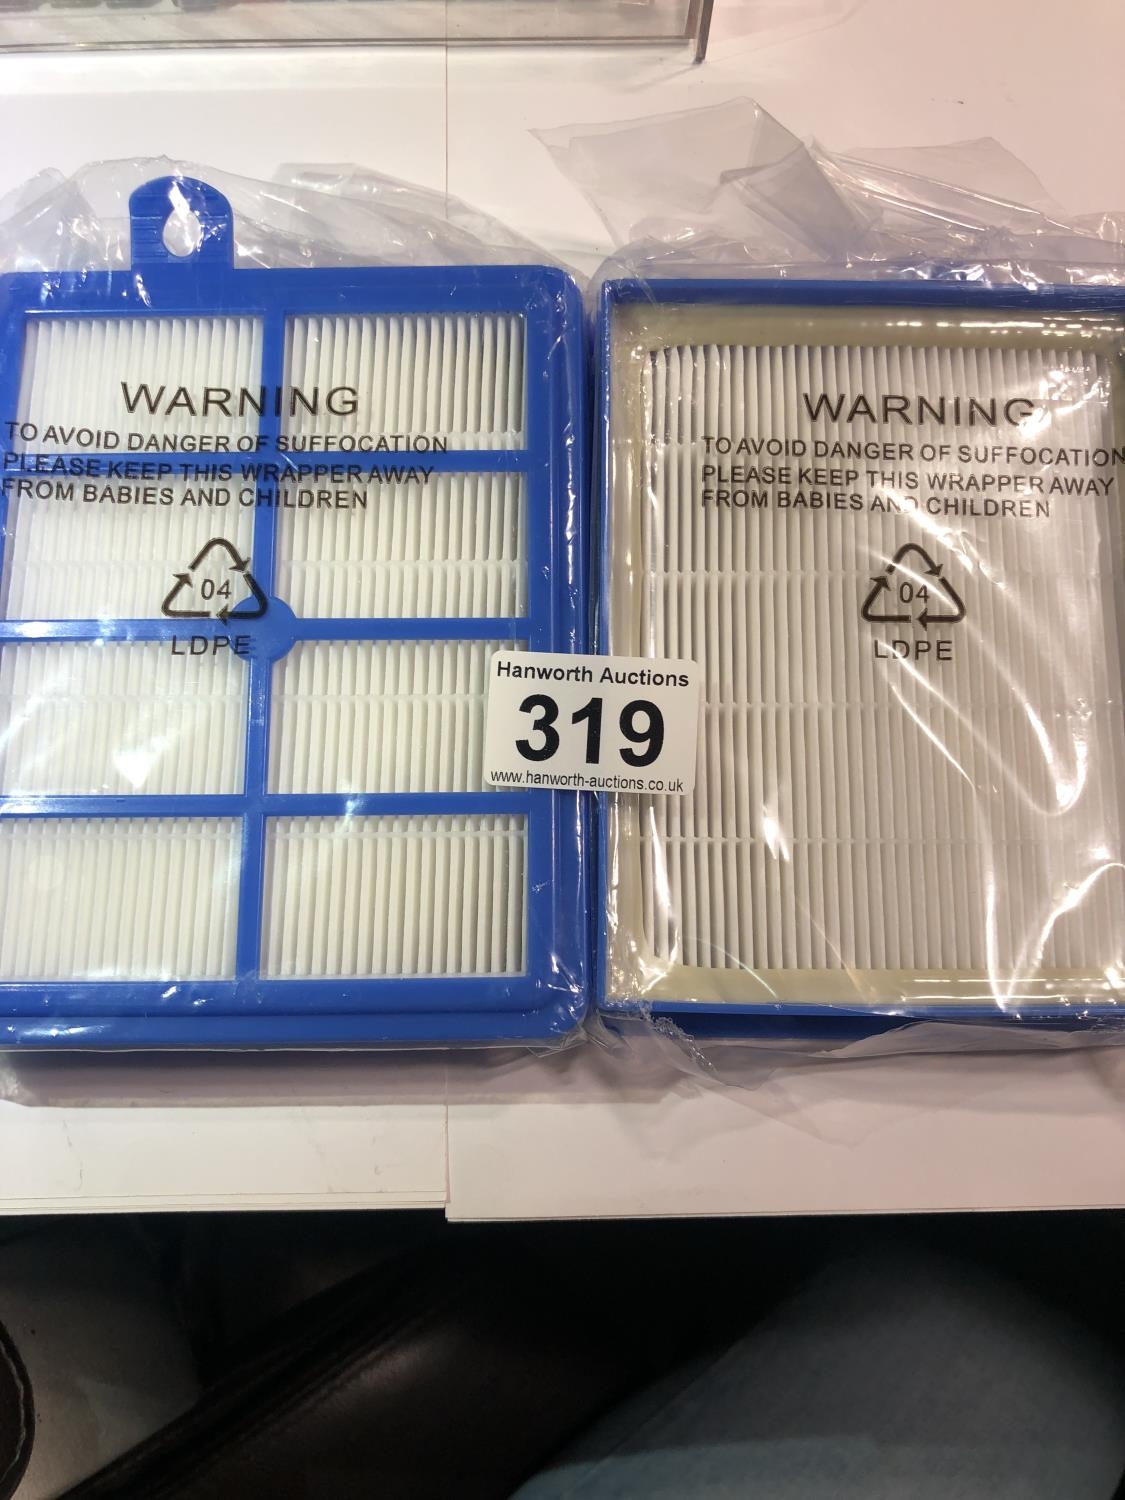 WARNING
TO AVOID DANGER OF SUFFOCATION
PLEASE KEEP THIS WRAPPER AWAY
FROM BABIES AND CHILDREN
04
LDPE
WARNING
TO AVOID DANGER OF SUFFOCATION
PLEASE KEEP THIS WRAPPER AWAY
FROM BABIES AND CHILDREN
04
LDPE
Hanworth Auctions
319
www.hanworth-auctions.co.uk